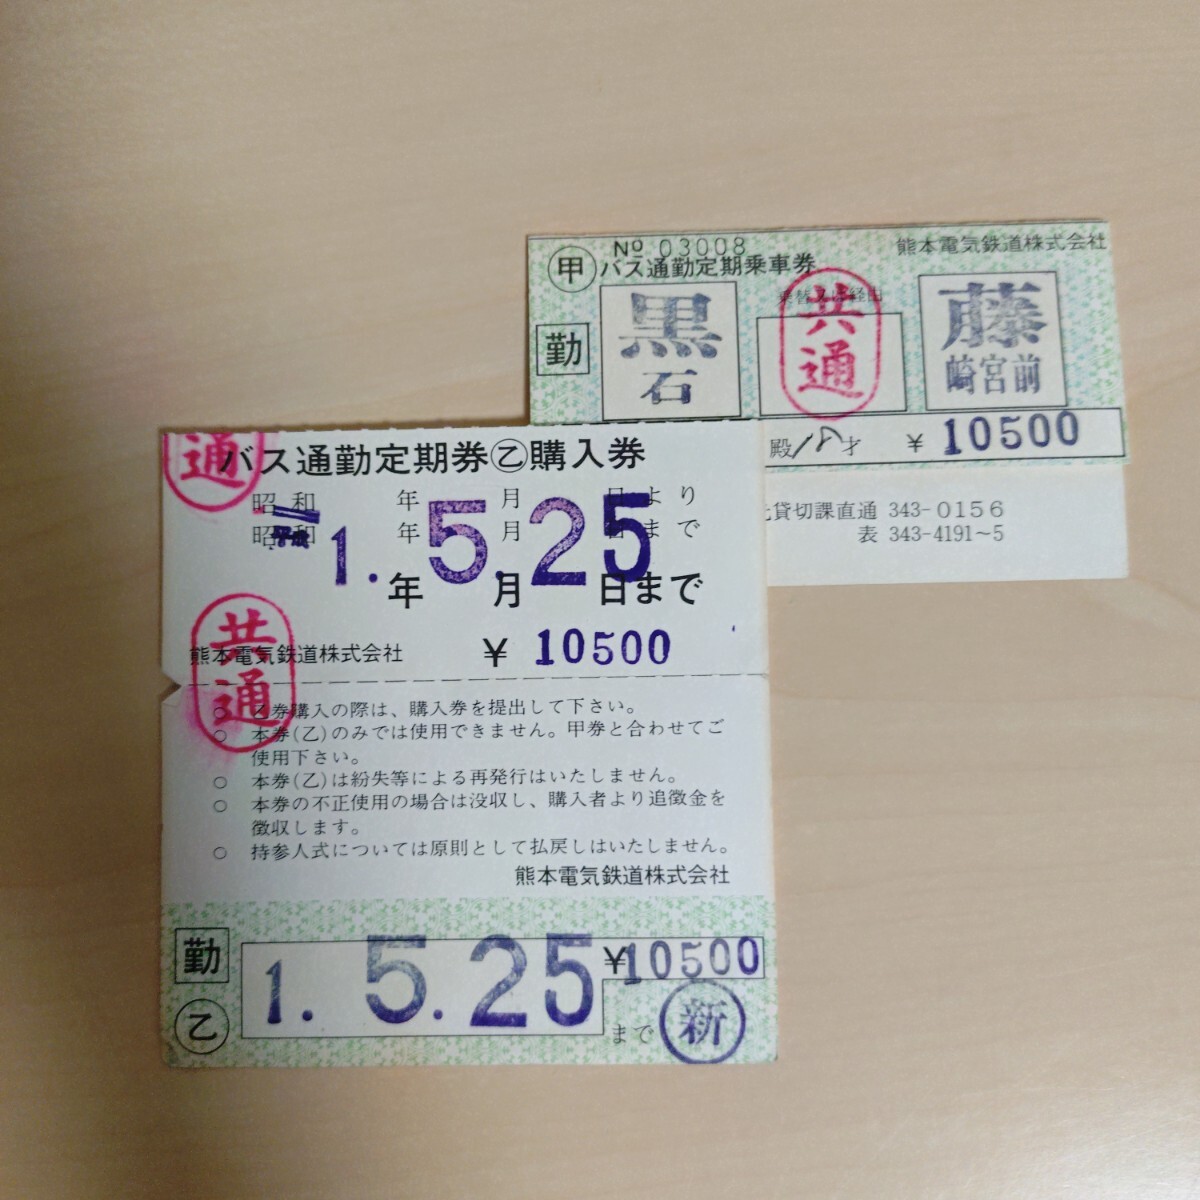 甲
No 03008
熊本電気鉄道株式会社
バス通勤定期乗車券
勤
黒
石
共
通
藤
崎宮前
殿 18才 ¥ 10500
貸切課直通 343-0156
表 343-4191~5
通
バス通勤定期券乙購入券
昭和 年 月 日より
昭和 年 月 日まで
平成
1. 5. 25
年 月 日まで
共
通
熊本電気鉄道株式会社 ¥ 10500
○ 乙券購入の際は、購入券を提出して下さい。
○ 本券(乙)のみでは使用できません。甲券と合わせてご
使用下さい。
○ 本券(乙)は紛失等による再発行はいたしません。
○ 本券の不正使用の場合は没収し、購入者より追徴金を
徴収します。
○ 持参人式については原則として払戻しはいたしません。
熊本電気鉄道株式会社
勤
乙
1. 5. 25
¥10500
まで
新